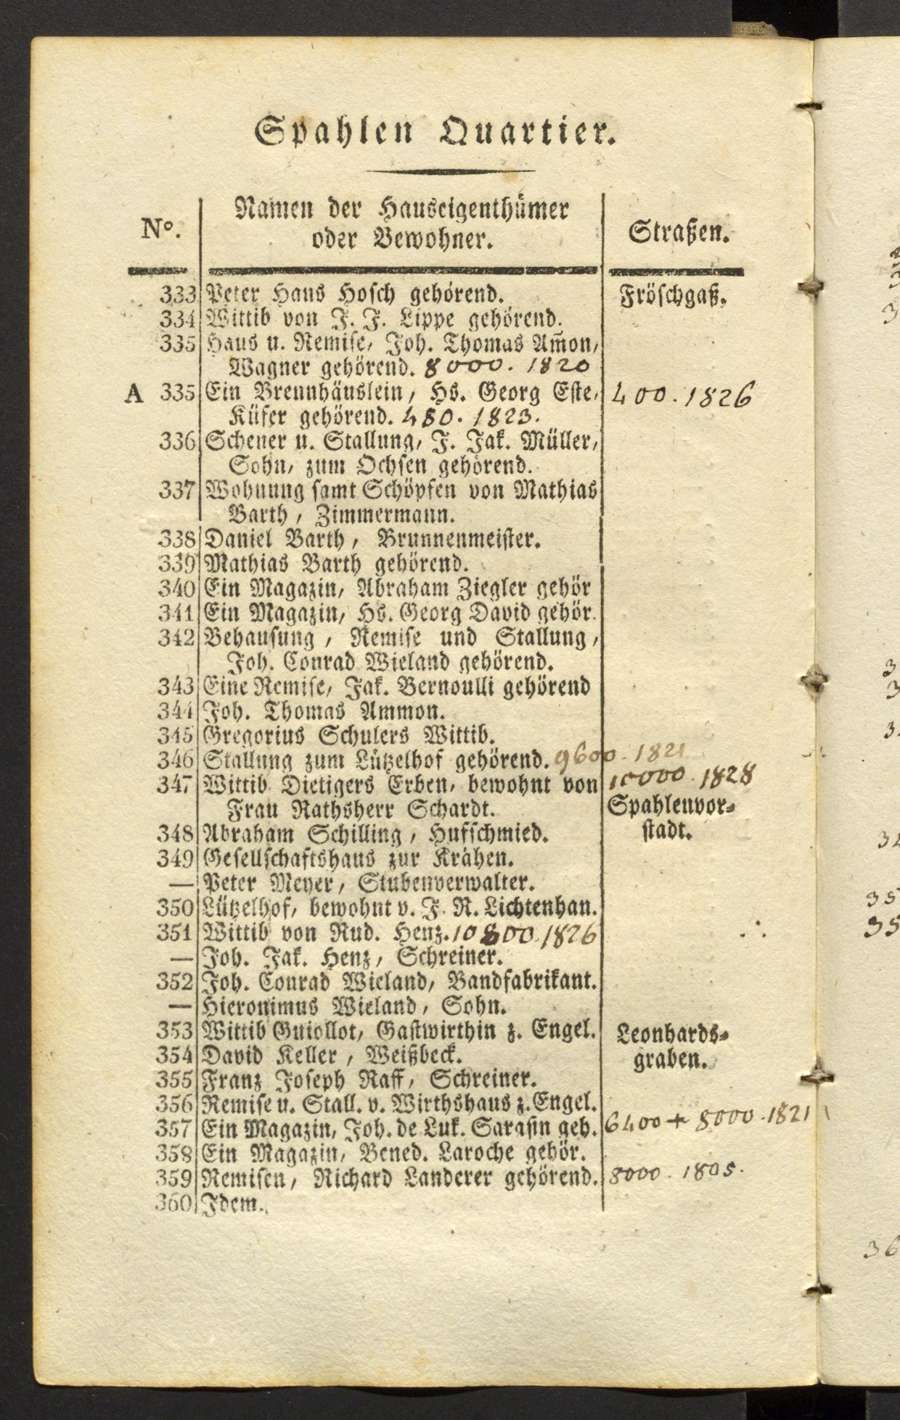 Spahlen Quartier.
Nº.
Namen der Hauseigenthümer
oder Bewohner.
Straßen.
333 Peter Hans Hosch gehörend. Fröschgaß.
334 Wittib von J. J. Lippe gehörend.
335 Haus u. Remise, Joh. Thomas Am̄on,
Wagner gehörend. 8000. 1820
A 335 Ein Brennhäuslein, Hs. Georg Este, 400. 1826
Küfer gehörend. 480. 1823.
336 Scheuer u. Stallung, J. Jak. Müller,
Sohn, zum Ochsen gehörend.
337 Wohnung samt Schöpfen von Mathias
Barth, Zimmermann.
338 Daniel Barth, Brunnenmeister.
339 Mathias Barth gehörend.
340 Ein Magazin, Abraham Ziegler gehör
341 Ein Magazin, Hs. Georg David gehör.
342 Behausung, Remise und Stallung,
Joh. Conrad Wieland gehörend.
343 Eine Remise, Jak. Bernoulli gehörend
344 Joh. Thomas Ammon.
345 Gregorius Schulers Wittib.
346 Stallung zum Lützelhof gehörend. 9600. 1821
347 Wittib Dietigers Erben, bewohnt von 10000. 1828
Frau Rathsherr Schardt. Spahlenvor-
348 Abraham Schilling, Hufschmied. stadt.
349 Gesellschaftshaus zur Krähen.
— Peter Meyer, Stubenverwalter.
350 Lützelhof, bewohnt v. J. R. Lichtenhan.
351 Wittib von Rud. Henz. 10800. 1826
— Joh. Jak. Henz, Schreiner.
352 Joh. Conrad Wieland, Bandfabrikant.
— Hieronimus Wieland, Sohn.
353 Wittib Guiollot, Gastwirthin z. Engel. Leonhards-
354 David Keller, Weißbeck. graben.
355 Franz Joseph Raff, Schreiner.
356 Remise u. Stall. v. Wirthshaus z. Engel.
357 Ein Magazin, Joh. de Luk. Sarasin geh. 6400 + 8000. 1821
358 Ein Magazin, Bened. Laroche gehör.
359 Remisen, Richard Landerer gehörend. 8000. 1805.
360 Idem.